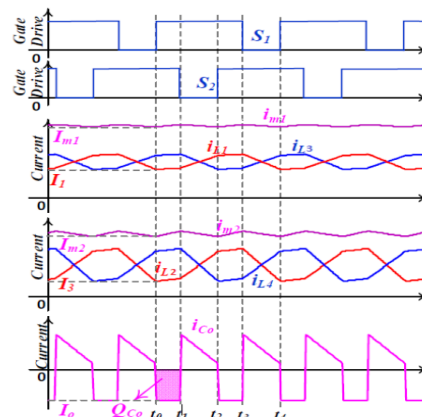 Gate Drive
S1
0
Gate Drive
S2
0
im1
Im1
Current
iL1
iL3
I1
0
im2
Im2
Current
iL2
iL4
I3
0
iCo
Current
0
QCo
Io
t0 t1 t2 t3 t4